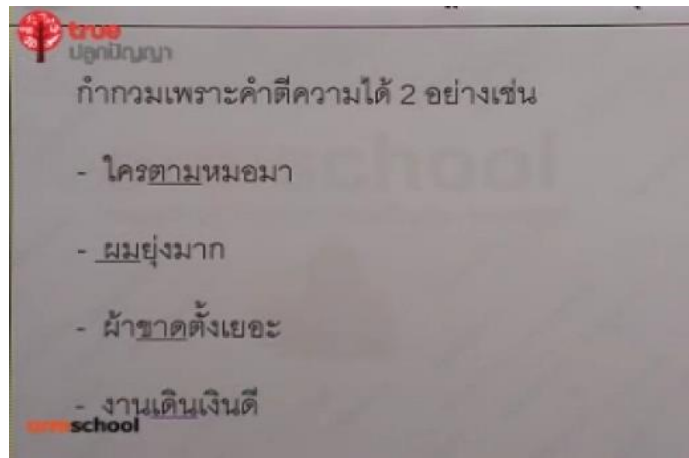 true
ปลูกปัญญา
กำกวมเพราะคำตีความได้ 2 อย่างเช่น
- ใครตามหมอมา
- ผมยุ่งมาก
- ผ้าขาดตั้งเยอะ
- งานเดินเงินดี
school